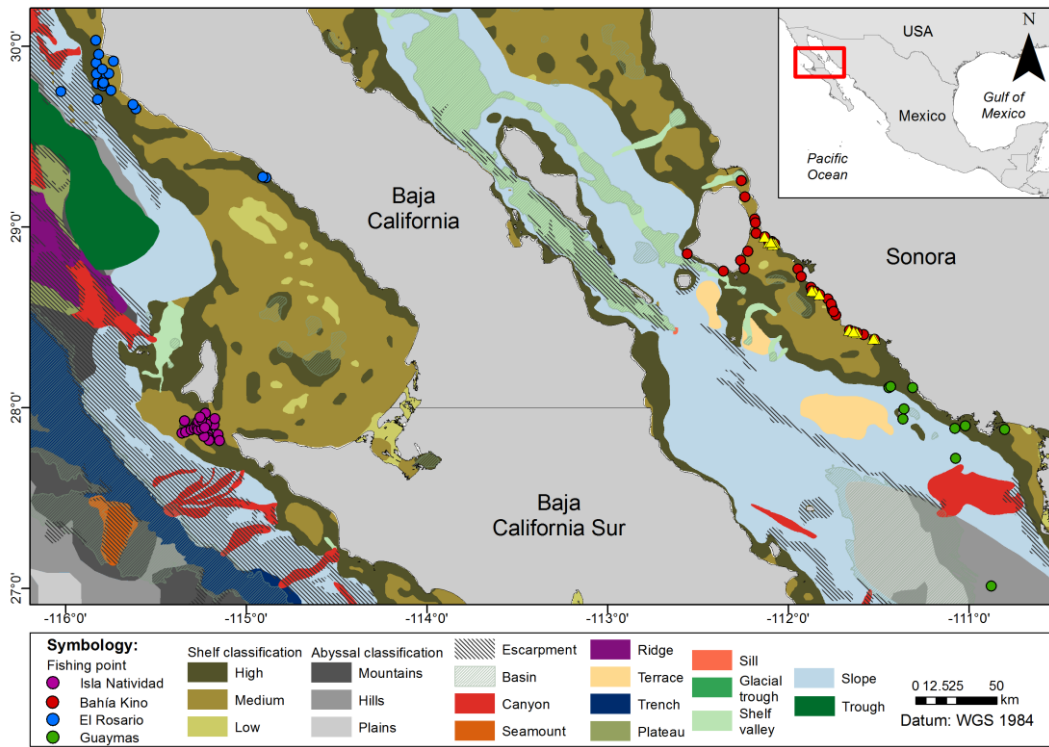 30°0'
29°0'
28°0'
27°0'
-116°0'
-115°0'
-114°0'
-113°0'
-112°0'
-111°0'
Baja
California
Baja
California Sur
Sonora
N
USA
Mexico
Gulf of
Mexico
Pacific
Ocean
Symbology:
Fishing point
Isla Natividad
Bahía Kino
El Rosario
Guaymas
Shelf classification
High
Medium
Low
Abyssal classification
Mountains
Hills
Plains
Escarpment
Basin
Canyon
Seamount
Ridge
Terrace
Trench
Plateau
Sill
Glacial
trough
Shelf
valley
Slope
Trough
0 12.525 50
km
Datum: WGS 1984